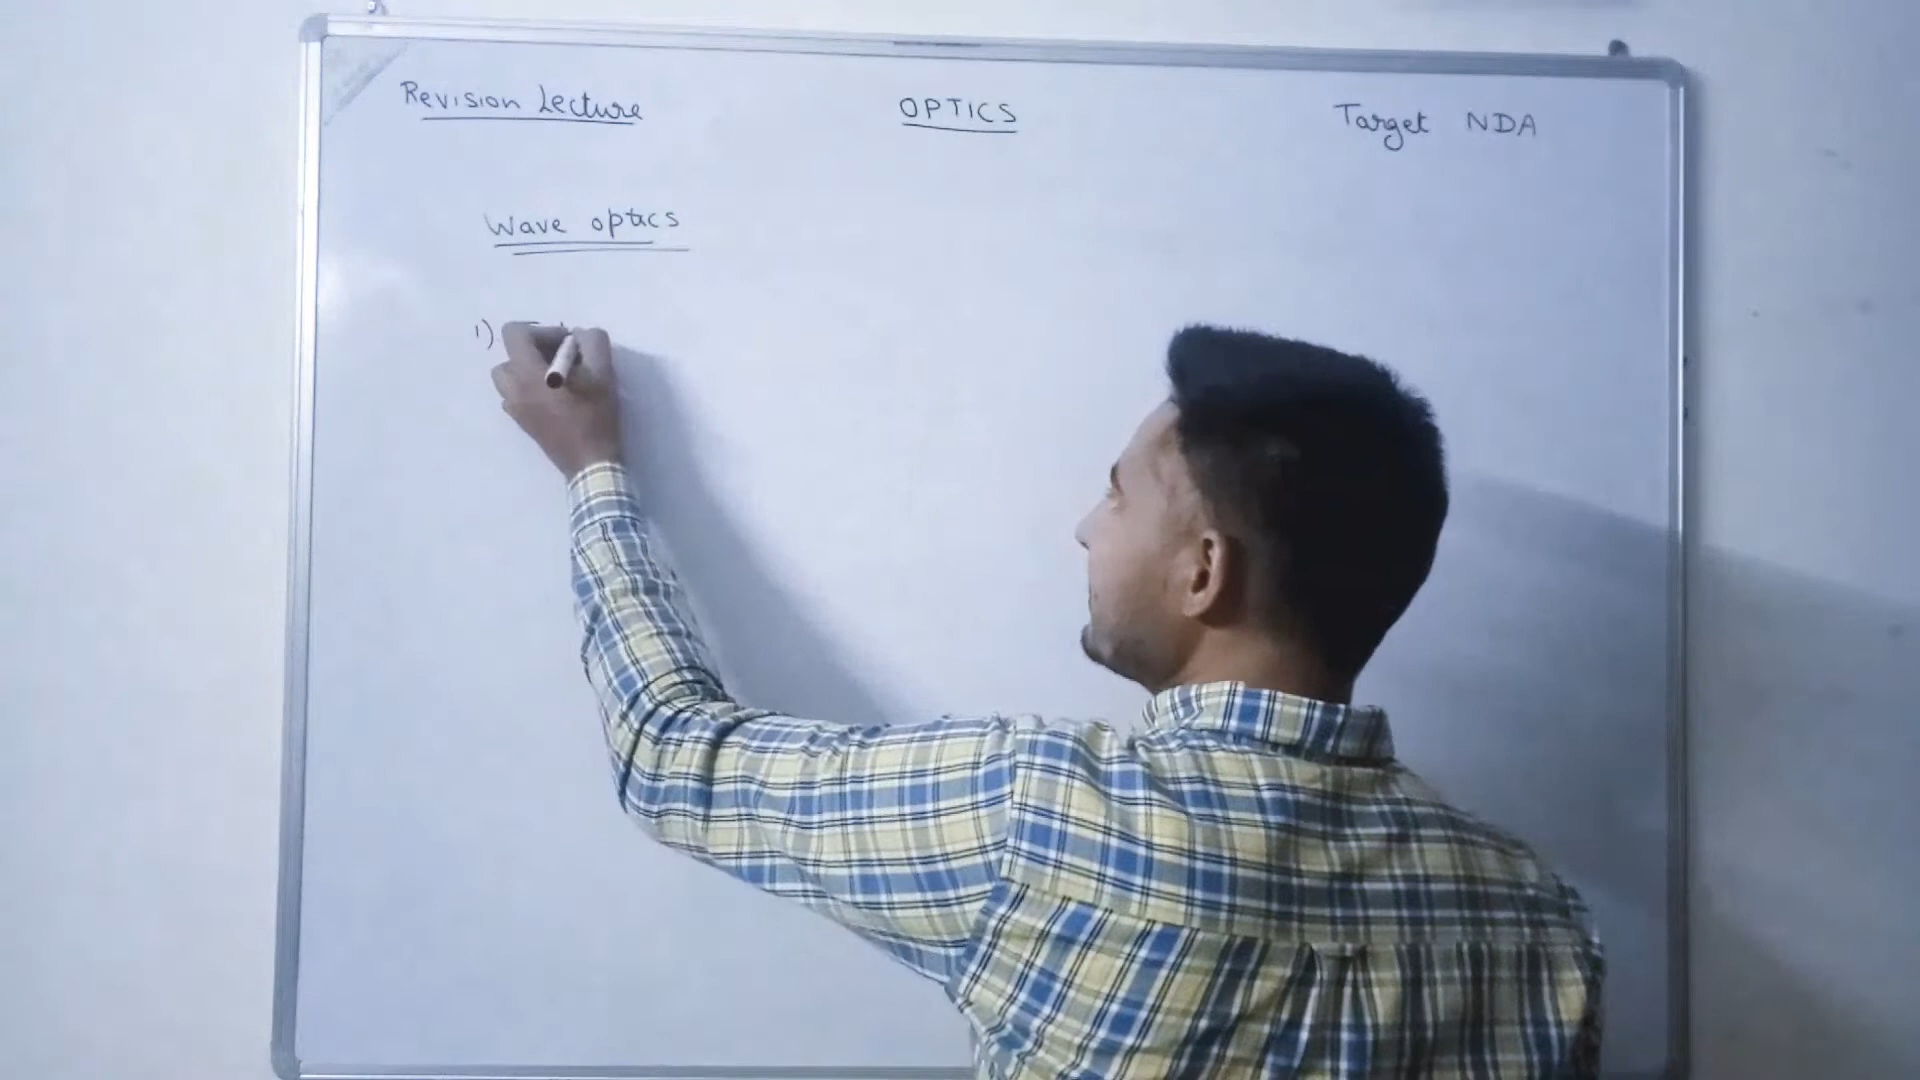 Revision Lecture
OPTICS
Target NDA
Wave optics
1)